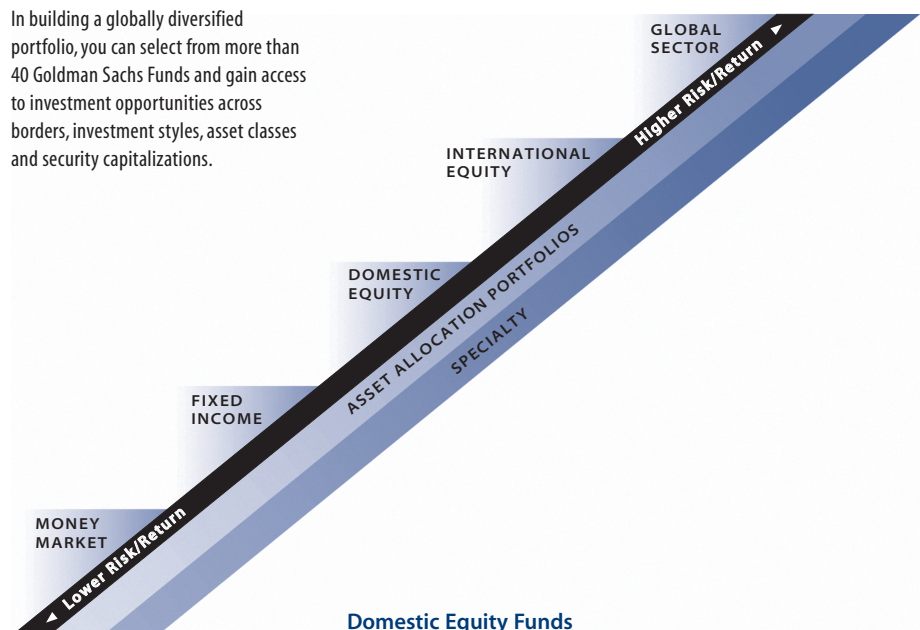 In building a globally diversified
portfolio, you can select from more than
40 Goldman Sachs Funds and gain access
to investment opportunities across
borders, investment styles, asset classes
and security capitalizations.
GLOBAL
SECTOR
Higher Risk/Return ►
INTERNATIONAL
EQUITY
DOMESTIC
EQUITY
ASSET ALLOCATION PORTFOLIOS
SPECIALTY
FIXED
INCOME
MONEY
MARKET
◄ Lower Risk/Return
Domestic Equity Funds